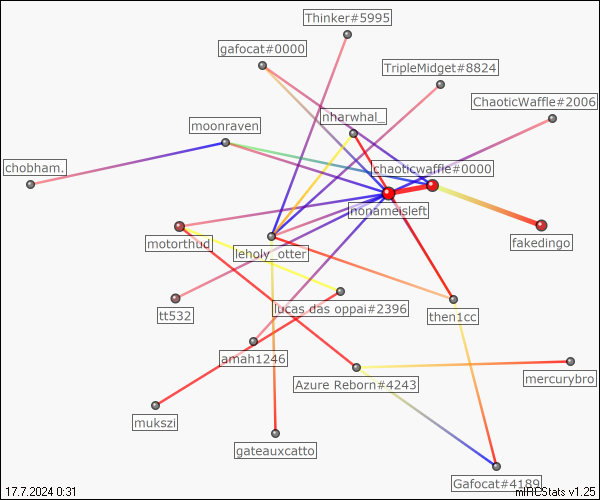 Thinker#5995
gafocat#0000
TripleMidget#8824
ChaoticWaffle#2006
nharwhal_
moonraven
chobham.
chaoticwaffle#0000
nonameisleft
motorthud
leholy_otter
fakedingo
tt532
lucas das oppai#2396
then1cc
amah1246
Azure Reborn#4243
mercurybro
mukszi
gateauxcatto
Gafocat#4189
17.7.2024 0:31
mIRCStats v1.25